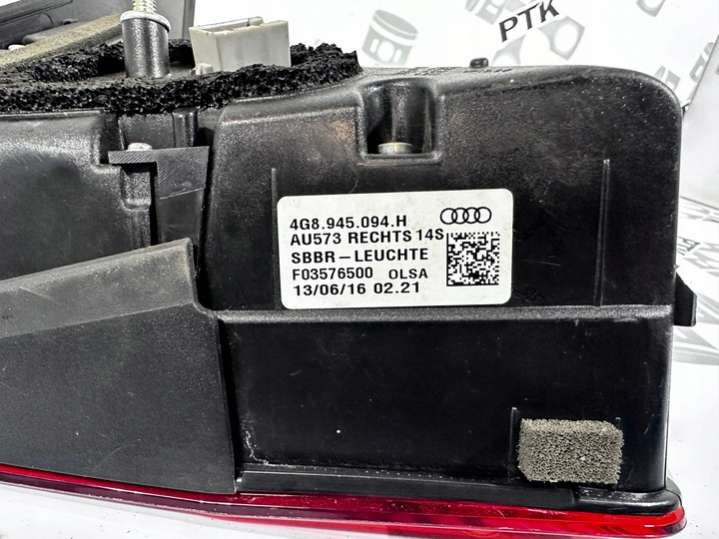 PTK
4G8.945.094.H
AU573 RECHTS 14S
SBBR-LEUCHTE
F03576500 OLSA
13/06/16 02.21